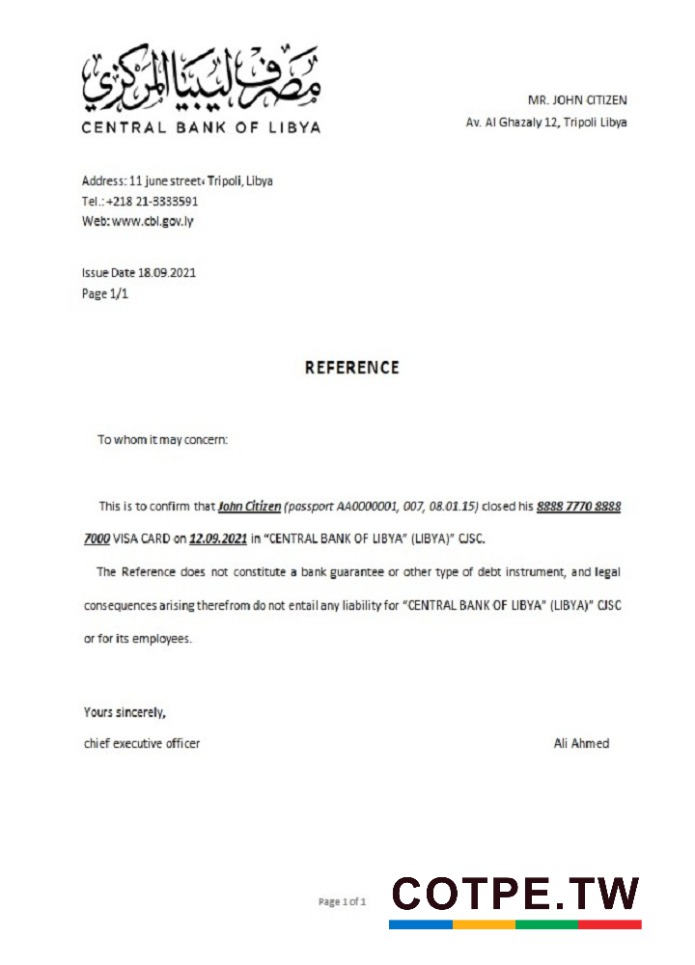 مصرف ليبيا المركزي
CENTRAL BANK OF LIBYA
MR. JOHN CITIZEN
Av. Al Ghazaly 12, Tripoli Libya
Address: 11 june street، Tripoli, Libya
Tel.: +218 21-3333591
Web: www.cbl.gov.ly
Issue Date 18.09.2021
Page 1/1
REFERENCE
To whom it may concern:
This is to confirm that John Citizen (passport AA0000001, 007, 08.01.15) closed his 8888 7770 8888
7000 VISA CARD on 12.09.2021 in “CENTRAL BANK OF LIBYA” (LIBYA)” CJSC.
The Reference does not constitute a bank guarantee or other type of debt instrument, and legal
consequences arising therefrom do not entail any liability for “CENTRAL BANK OF LIBYA” (LIBYA)” CJSC
or for its employees.
Yours sincerely,
chief executive officer
Ali Ahmed
Page 1 of 1
COTPE.TW